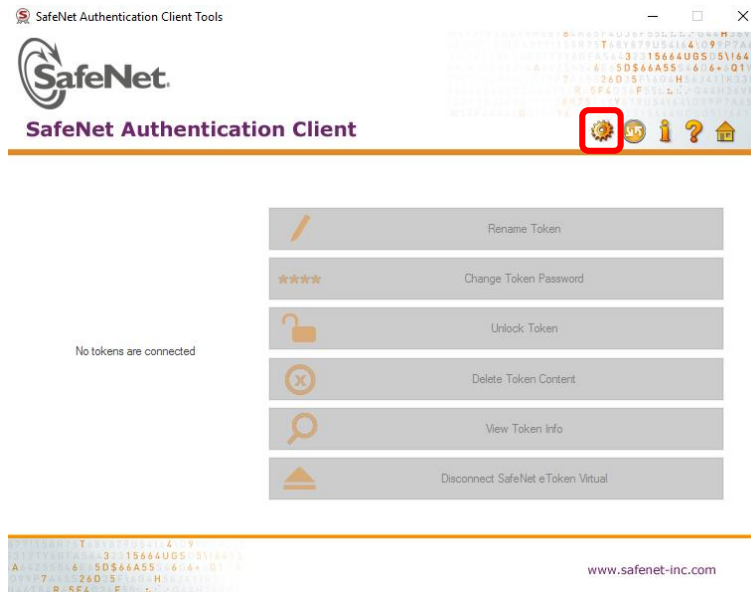 SafeNet Authentication Client Tools
SafeNet.
SafeNet Authentication Client
Rename Token
**** Change Token Password
Unlock Token
No tokens are connected
Delete Token Content
View Token Info
Disconnect SafeNet eToken Virtual
www.safenet-inc.com